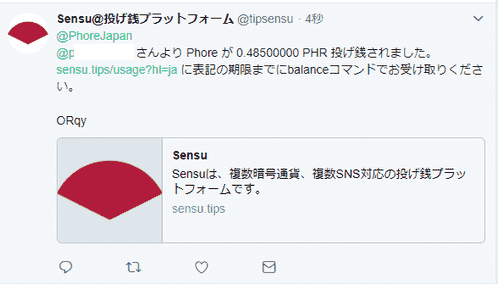 Sensu@投げ銭プラットフォーム @tipsensu · 4秒
@PhoreJapan
@p さんより Phore が 0.48500000 PHR 投げ銭されました。
sensu.tips/usage?hl=ja に表記の期限までにbalanceコマンドでお受け取りくださ
い。
ORqy
Sensu
Sensuは、複数暗号通貨、複数SNS対応の投げ銭プラッ
トフォームです。
sensu.tips